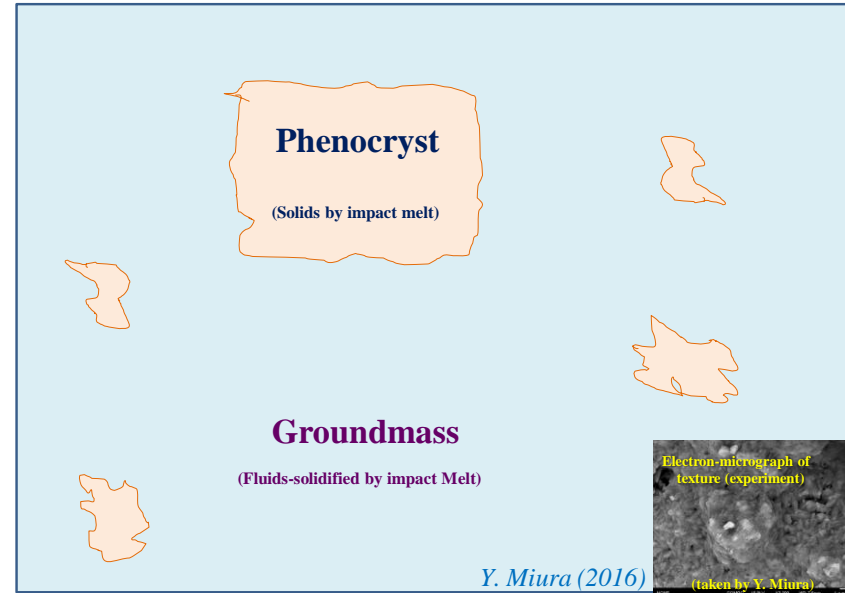 Phenocryst
(Solids by impact melt)
Groundmass
(Fluids-solidified by impact Melt)
Electron-micrograph of
texture (experiment)
Y. Miura (2016)
(taken by Y. Miura)